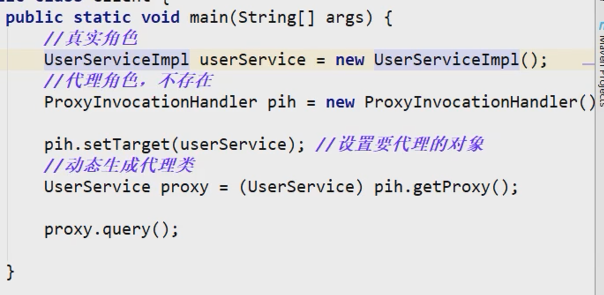 public static void main(String[] args) {
//真实角色
UserServiceImpl userService = new UserServiceImpl();
//代理角色，不存在
ProxyInvocationHandler pih = new ProxyInvocationHandler()
pih.setTarget(userService); //设置要代理的对象
//动态生成代理类
UserService proxy = (UserService) pih.getProxy();
proxy.query();
}